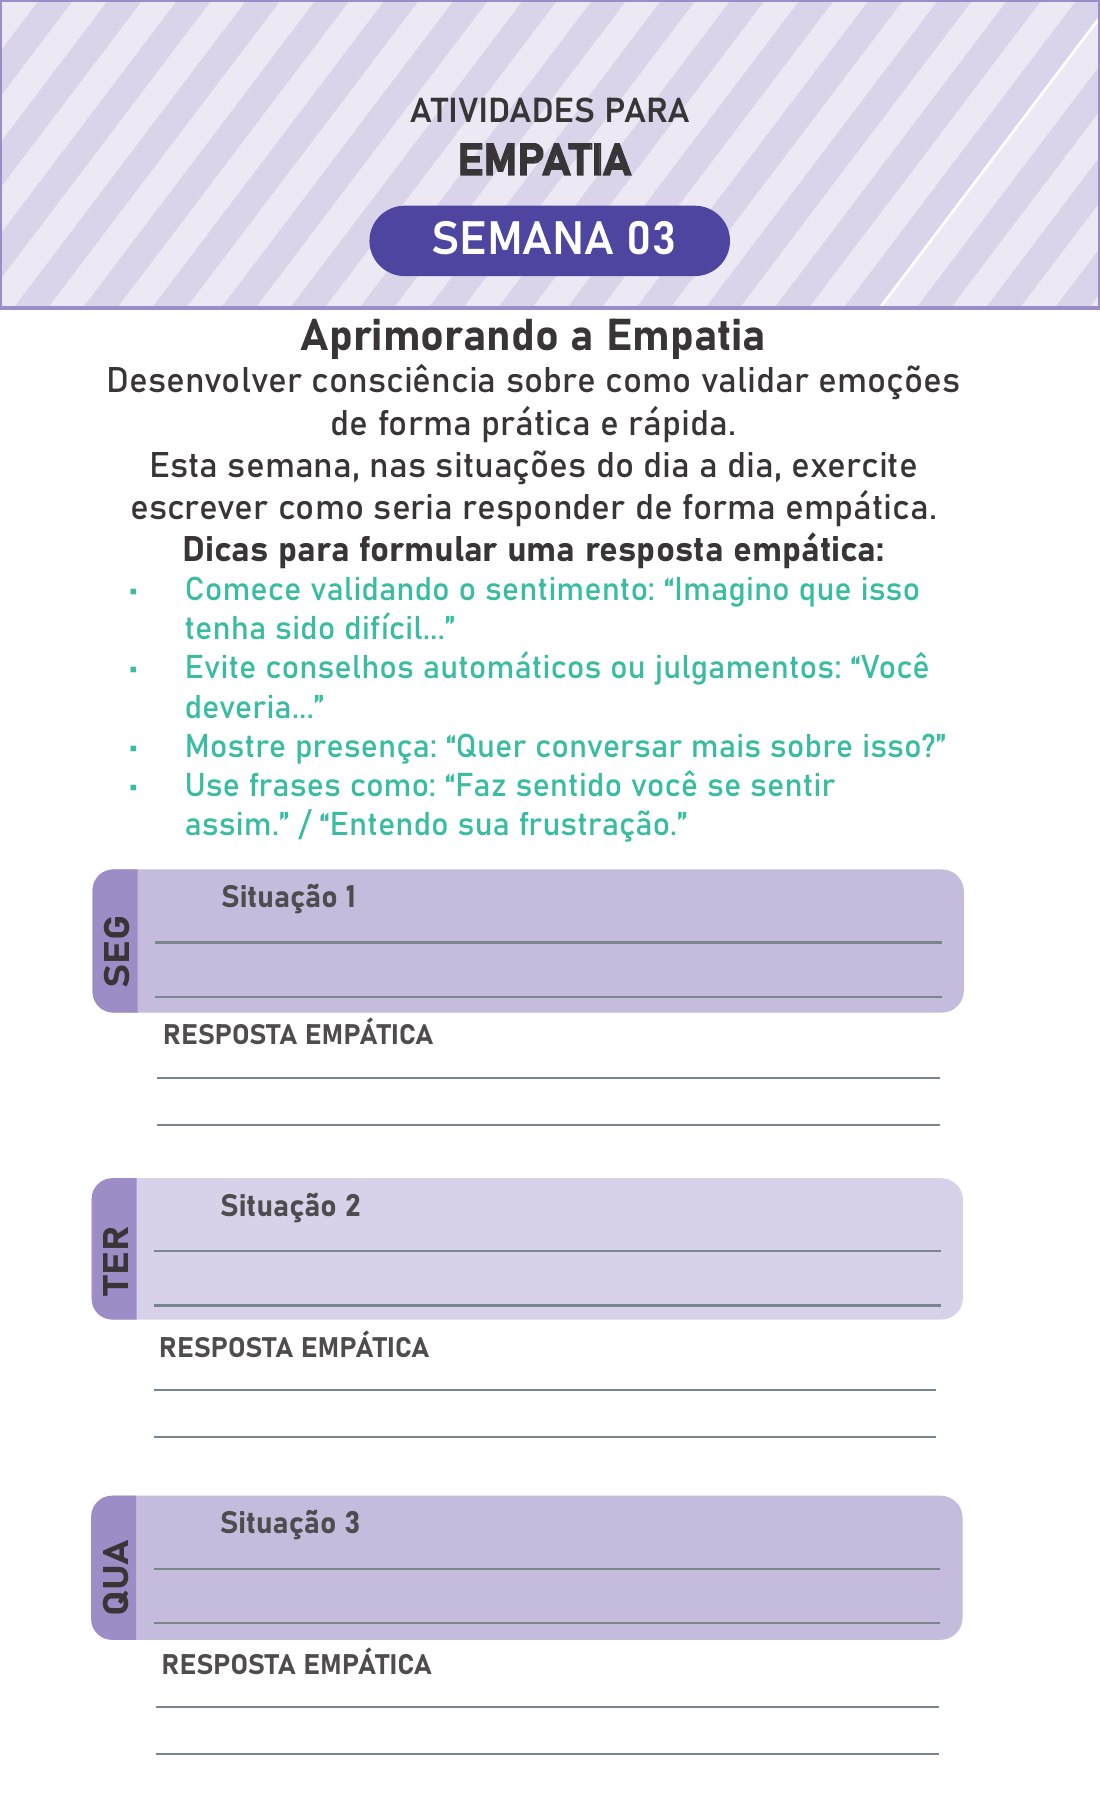 ATIVIDADES PARA
EMPATIA
SEMANA 03
Aprimorando a Empatia
Desenvolver consciência sobre como validar emoções
de forma prática e rápida.
Esta semana, nas situações do dia a dia, exercite
escrever como seria responder de forma empática.
Dicas para formular uma resposta empática:
▪ Comece validando o sentimento: “Imagino que isso
tenha sido difícil...”
▪ Evite conselhos automáticos ou julgamentos: “Você
deveria...”
▪ Mostre presença: “Quer conversar mais sobre isso?”
▪ Use frases como: “Faz sentido você se sentir
assim.” / “Entendo sua frustração.”
SEG
Situação 1
RESPOSTA EMPÁTICA
TER
Situação 2
RESPOSTA EMPÁTICA
QUA
Situação 3
RESPOSTA EMPÁTICA